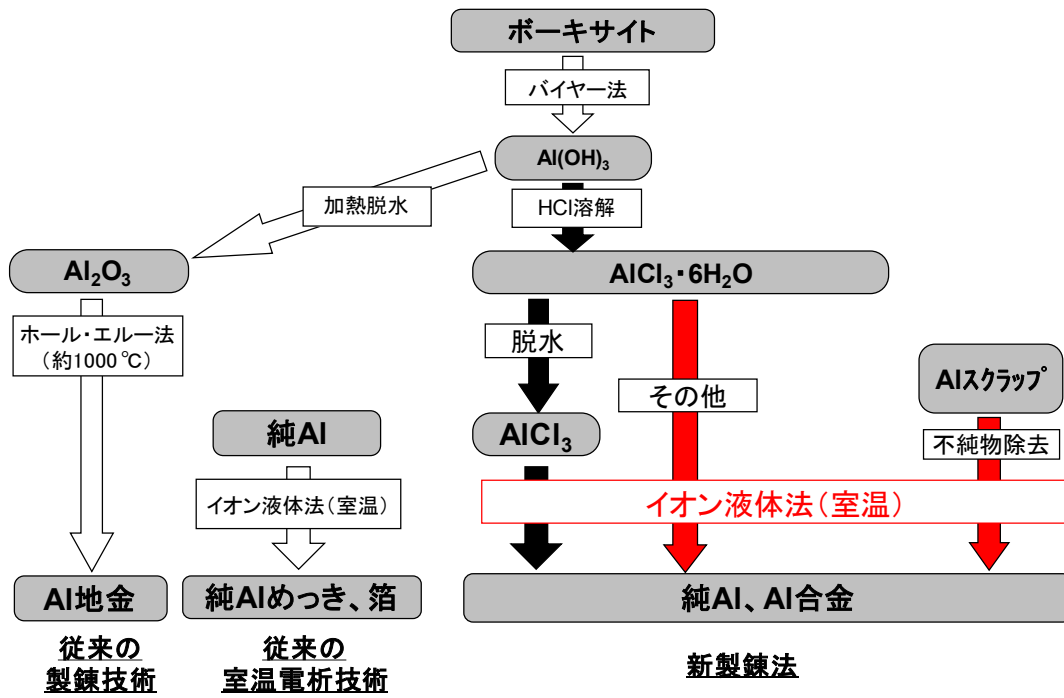 ボーキサイト
バイヤー法
Al(OH)₃
加熱脱水
HCl溶解
Al₂O₃
AlCl₃・6H₂O
ホール・エルー法
（約1000℃）
脱水
その他
Alスクラップ
純Al
AlCl₃
不純物除去
イオン液体法（室温）
イオン液体法（室温）
Al地金
純Alめっき、箔
純Al、Al合金
従来の
製錬技術
従来の
室温電析技術
新製錬法